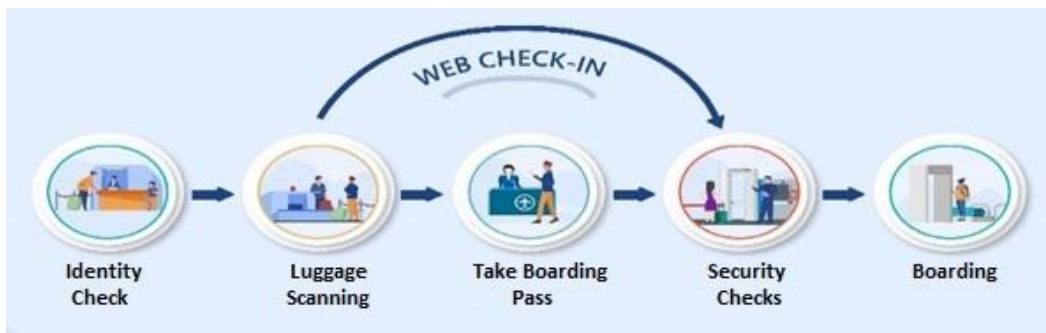 WEB CHECK-IN
Identity
Check
Luggage
Scanning
Take Boarding
Pass
Security
Checks
Boarding